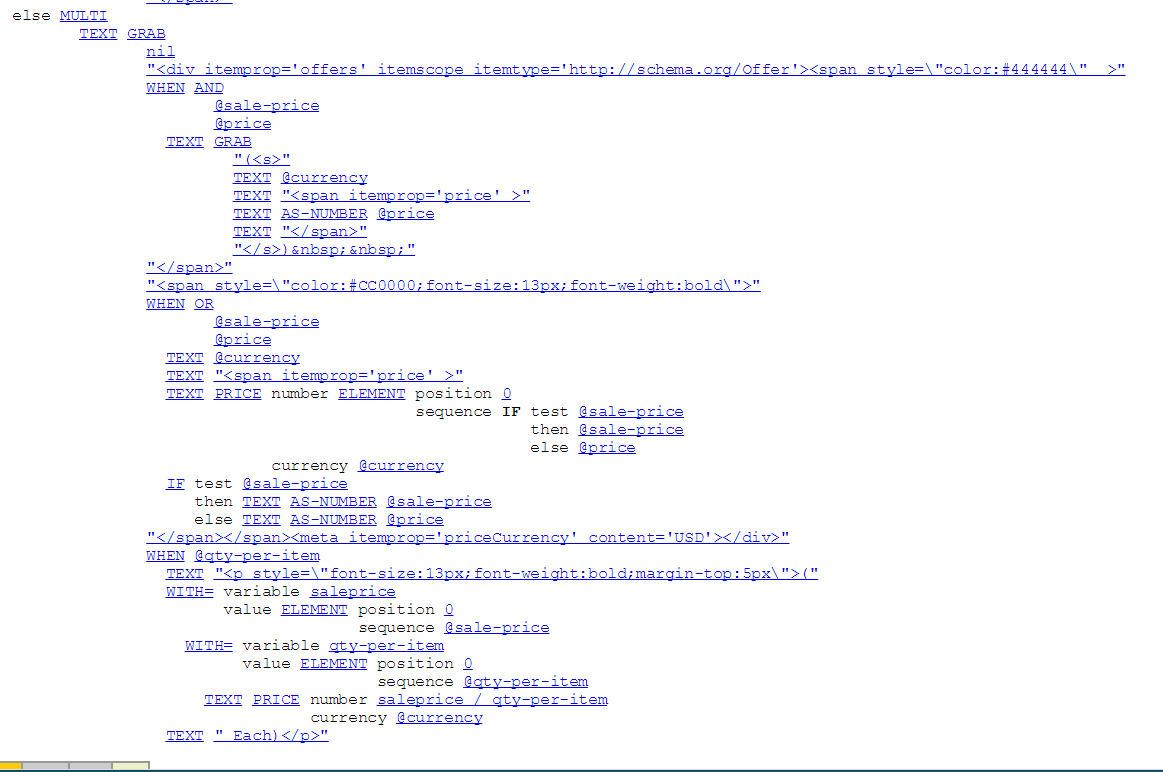 else MULTI
TEXT GRAB
nil
"<div itemprop='offers' itemscope itemtype='http://schema.org/Offer'><span style=\"color:#444444\"  >"
WHEN AND
@sale-price
@price
TEXT GRAB
"(<s>"
TEXT @currency
TEXT "<span itemprop='price' >"
TEXT AS-NUMBER @price
TEXT "</span>"
"</s>)&nbsp;&nbsp;"
"</span>"
"<span style=\"color:#CC0000;font-size:13px;font-weight:bold\">"
WHEN OR
@sale-price
@price
TEXT @currency
TEXT "<span itemprop='price' >"
TEXT PRICE number ELEMENT position 0
sequence IF test @sale-price
then @sale-price
else @price
currency @currency
IF test @sale-price
then TEXT AS-NUMBER @sale-price
else TEXT AS-NUMBER @price
"</span></span><meta itemprop='priceCurrency' content='USD'></div>"
WHEN @qty-per-item
TEXT "<p style=\"font-size:13px;font-weight:bold;margin-top:5px\">("
WITH= variable saleprice
value ELEMENT position 0
sequence @sale-price
WITH= variable qty-per-item
value ELEMENT position 0
sequence @qty-per-item
TEXT PRICE number saleprice / qty-per-item
currency @currency
TEXT " Each)</p>"